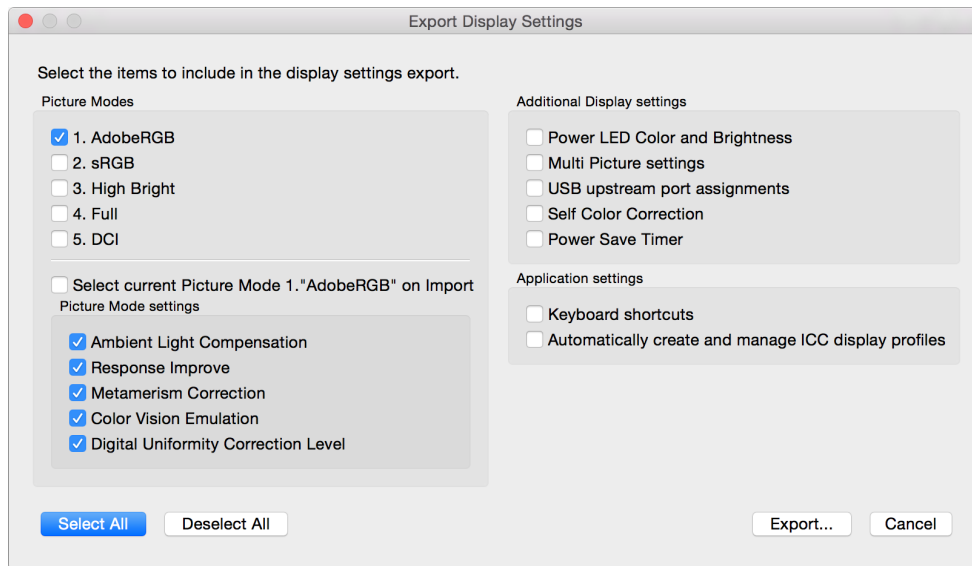 Export Display Settings
Select the items to include in the display settings export.
Picture Modes
1. AdobeRGB
2. sRGB
3. High Bright
4. Full
5. DCI
Select current Picture Mode 1."AdobeRGB" on Import
Picture Mode settings
Ambient Light Compensation
Response Improve
Metamerism Correction
Color Vision Emulation
Digital Uniformity Correction Level
Additional Display settings
Power LED Color and Brightness
Multi Picture settings
USB upstream port assignments
Self Color Correction
Power Save Timer
Application settings
Keyboard shortcuts
Automatically create and manage ICC display profiles
Select All
Deselect All
Export...
Cancel